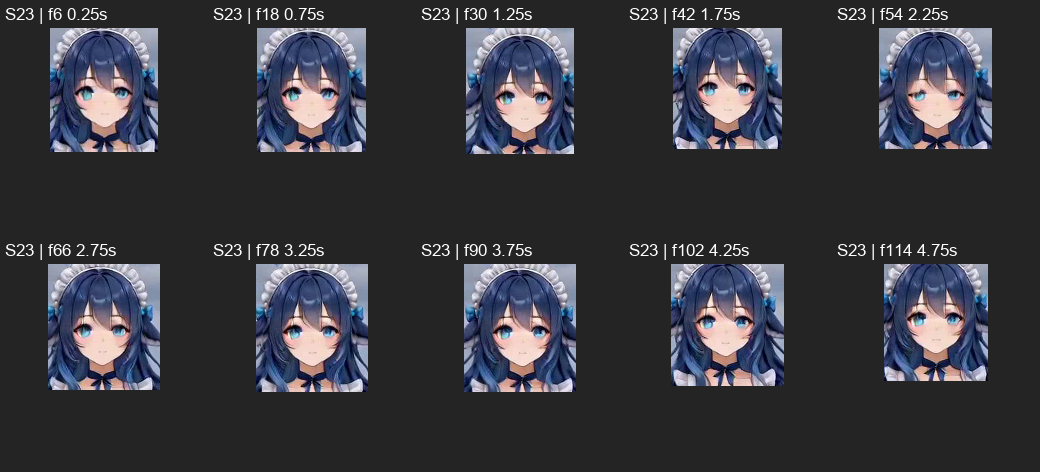 S23 | f6 0.25s
S23 | f18 0.75s
S23 | f30 1.25s
S23 | f42 1.75s
S23 | f54 2.25s
S23 | f66 2.75s
S23 | f78 3.25s
S23 | f90 3.75s
S23 | f102 4.25s
S23 | f114 4.75s